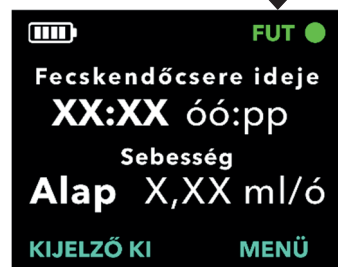 FUT
Fecskendőcsere ideje
XX:XX óó:pp
Sebesség
Alap X,XX ml/ó
KIJELZŐ KI MENÜ